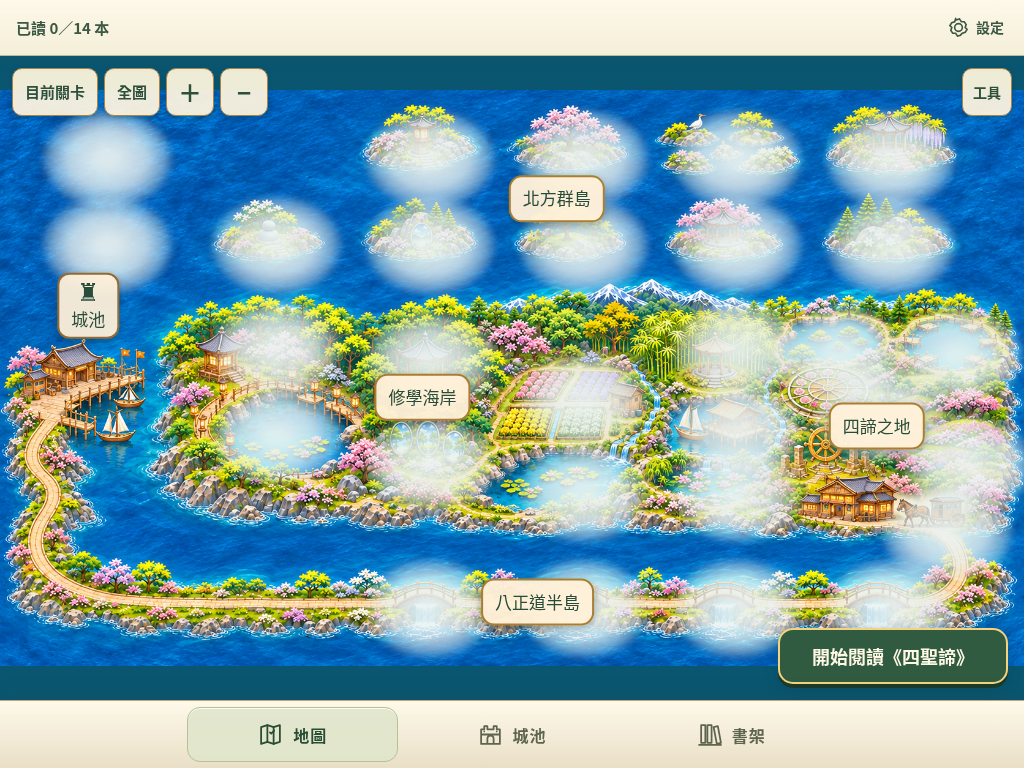 已讀 0／14 本
設定
目前關卡
全圖
＋
－
工具
北方群島
城池
修學海岸
四諦之地
八正道半島
開始閱讀《四聖諦》
地圖
城池
書架